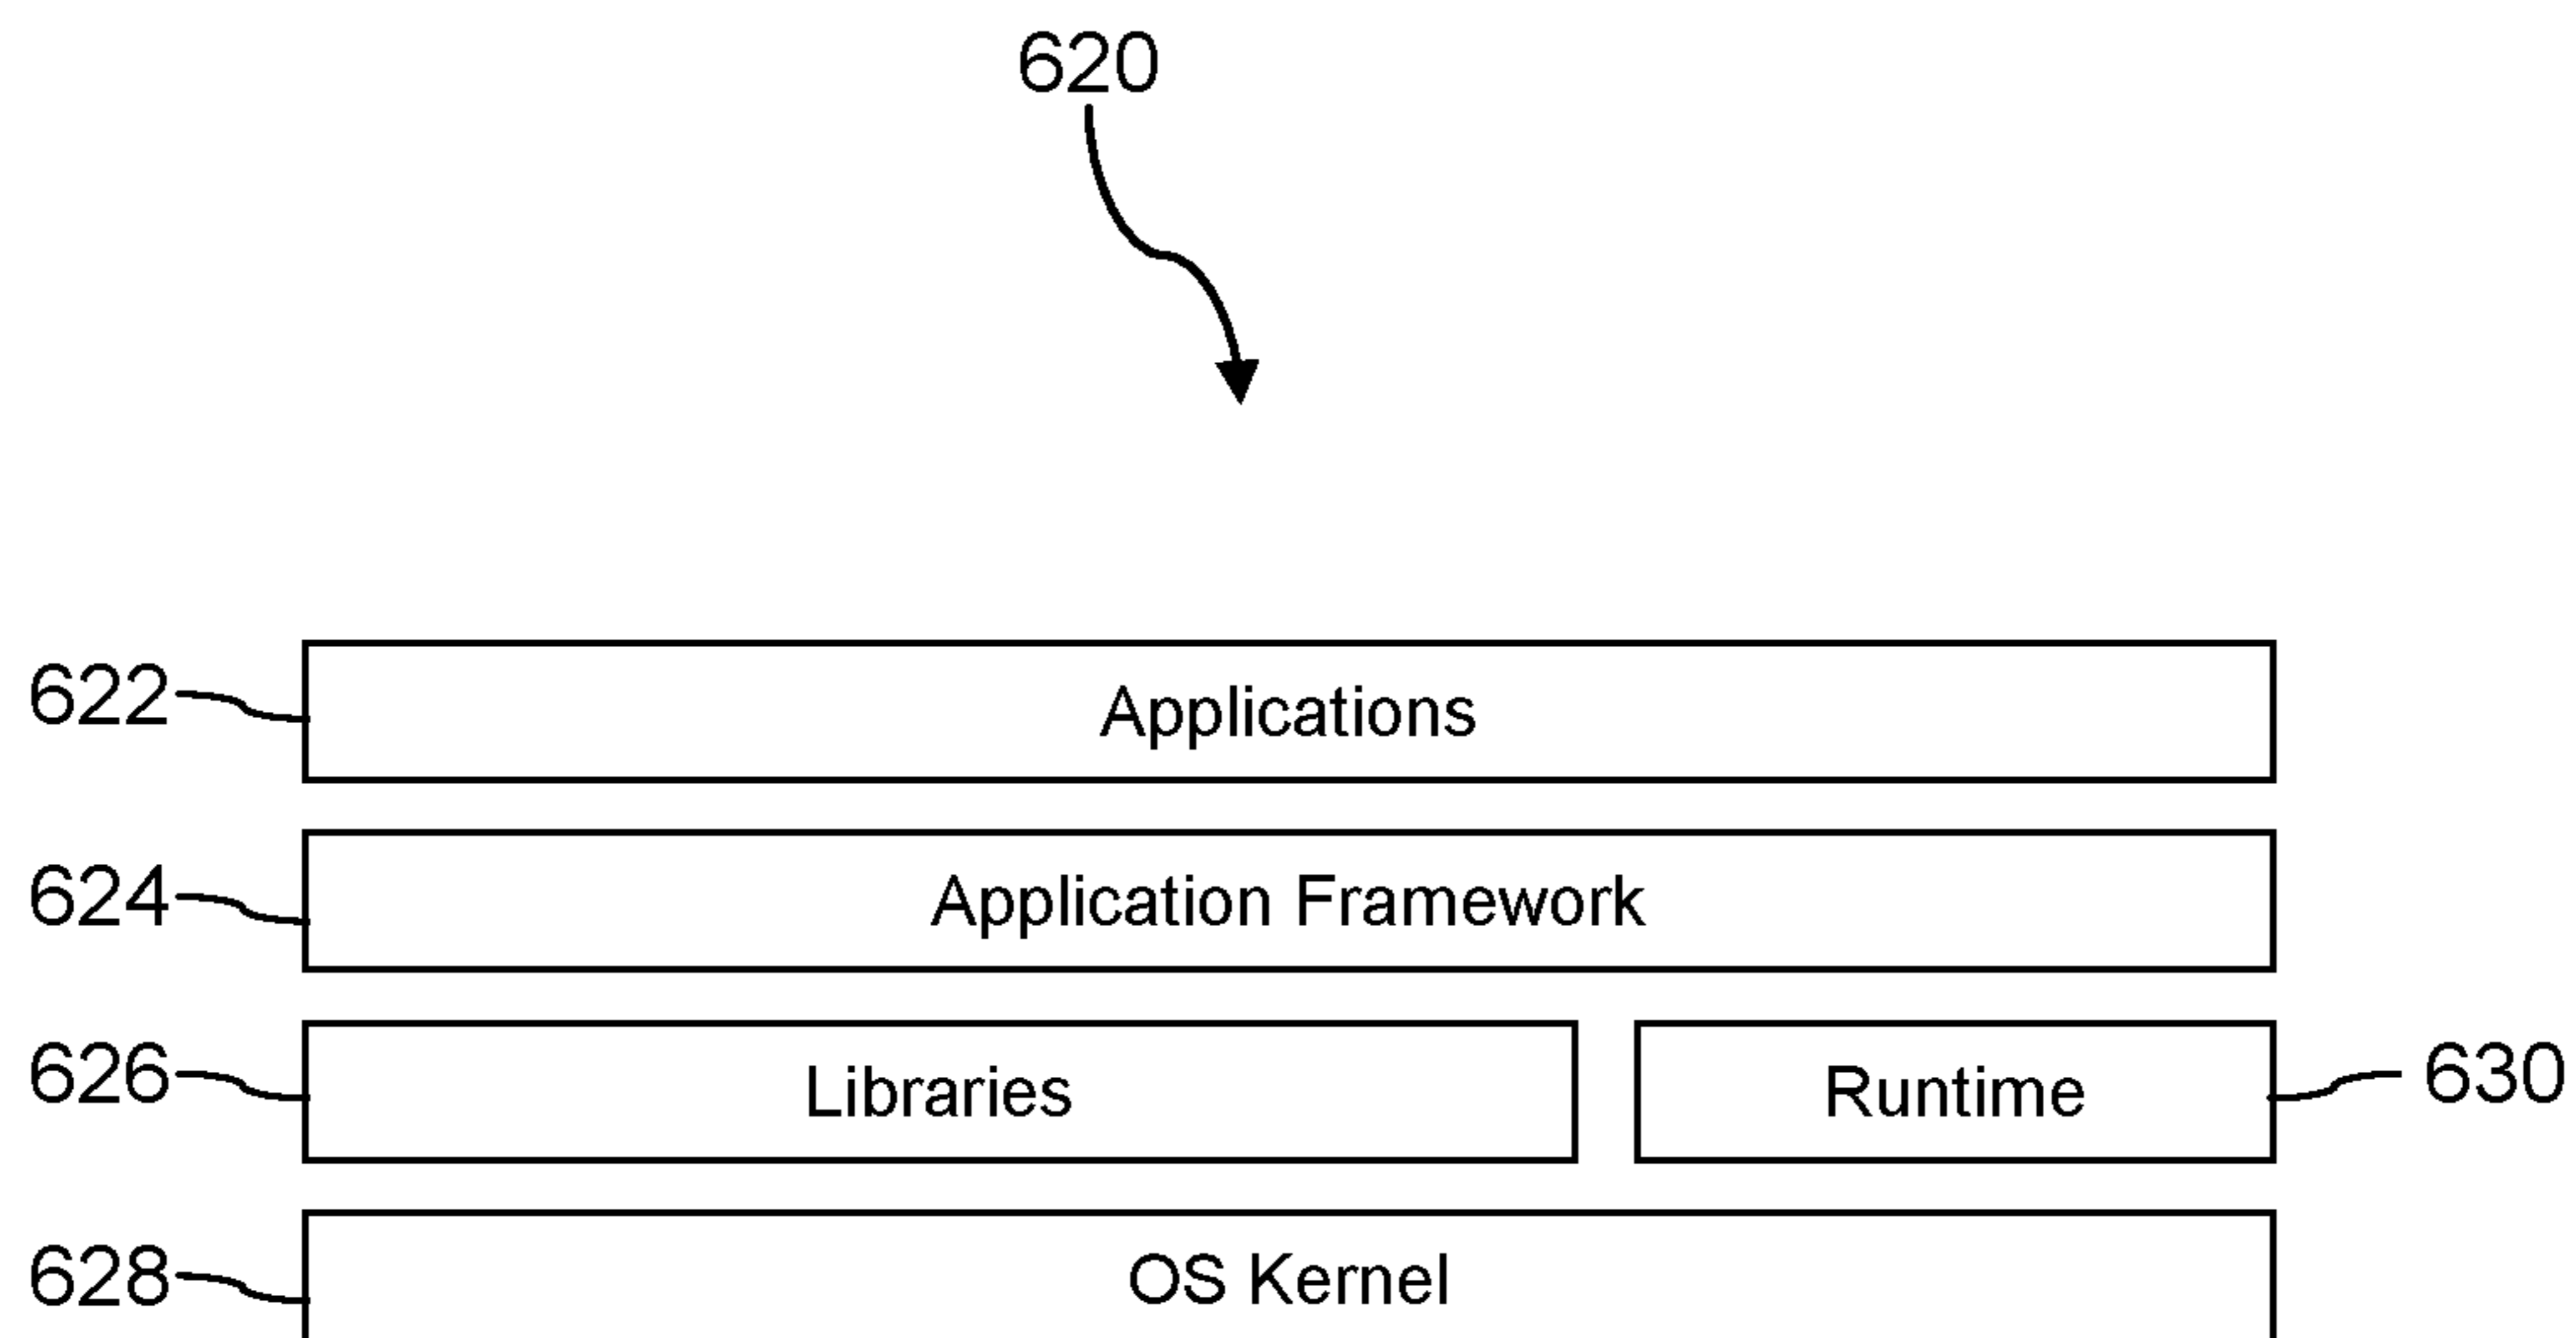 620
622 Applications
624 Application Framework
626 Libraries Runtime 630
628 OS Kernel